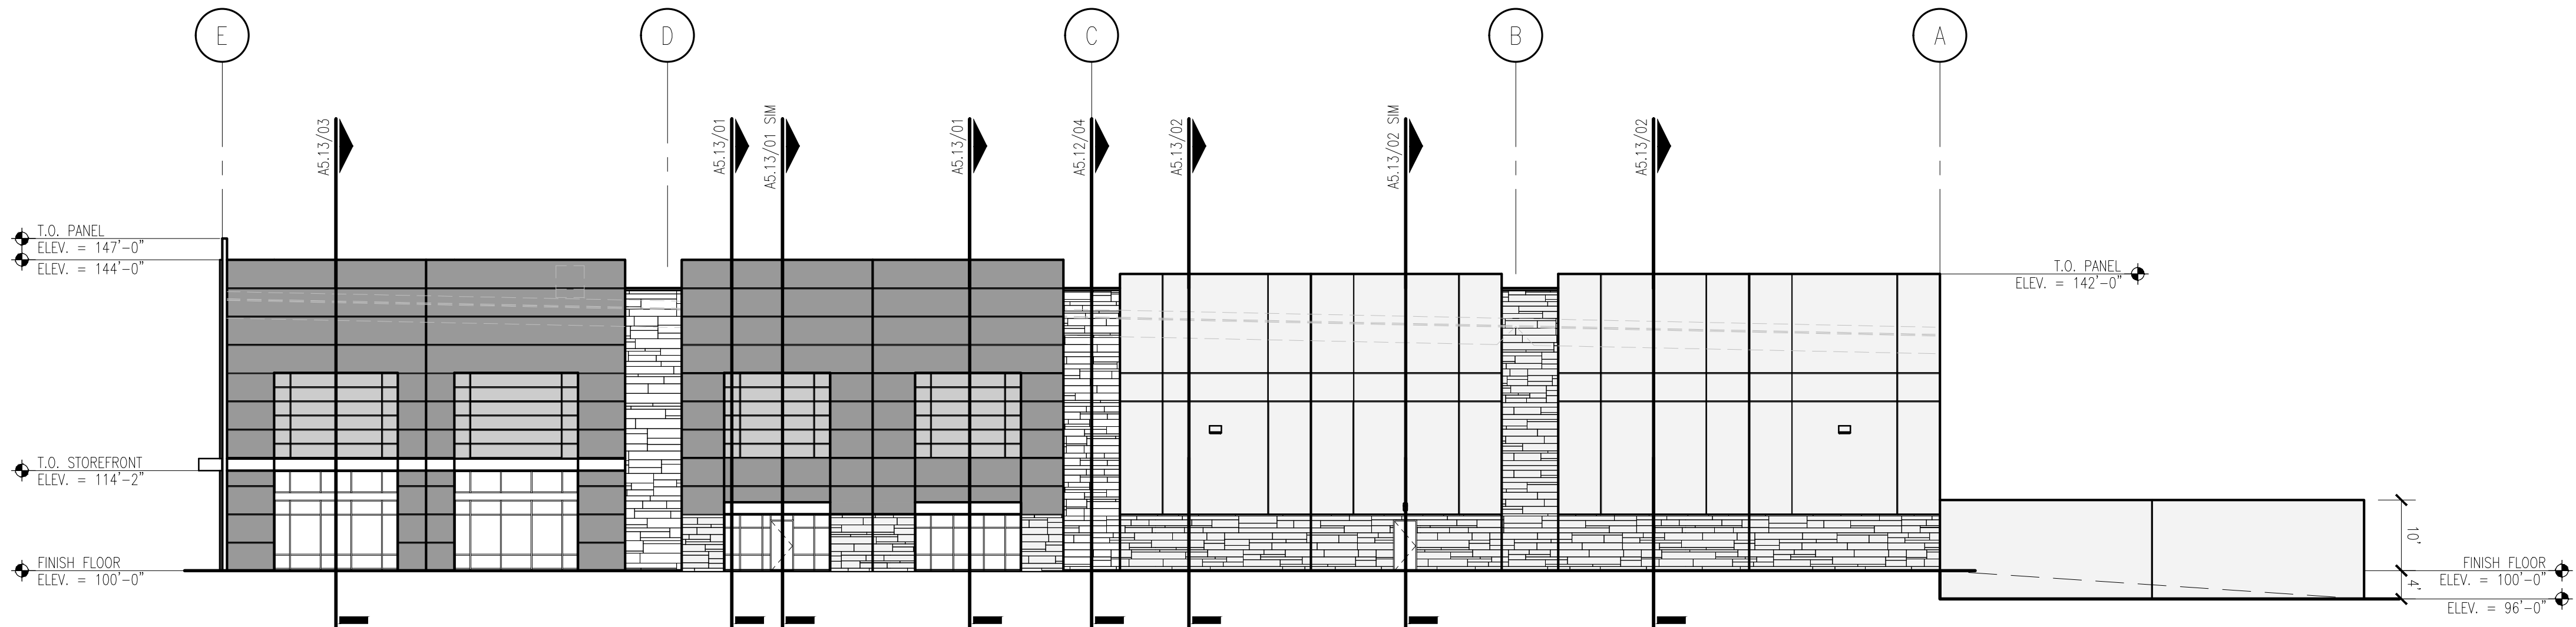 E
D
C
B
A
A5.13/03
A5.13/01
A5.13/01 SIM
A5.13/01
A5.12/04
A5.13/02
A5.13/02 SIM
A5.13/02
T.O. PANEL
ELEV. = 147'-0"
ELEV. = 144'-0"
T.O. PANEL
ELEV. = 142'-0"
T.O. STOREFRONT
ELEV. = 114'-2"
10'
FINISH FLOOR
ELEV. = 100'-0"
FINISH FLOOR
ELEV. = 100'-0"
4'
ELEV. = 96'-0"